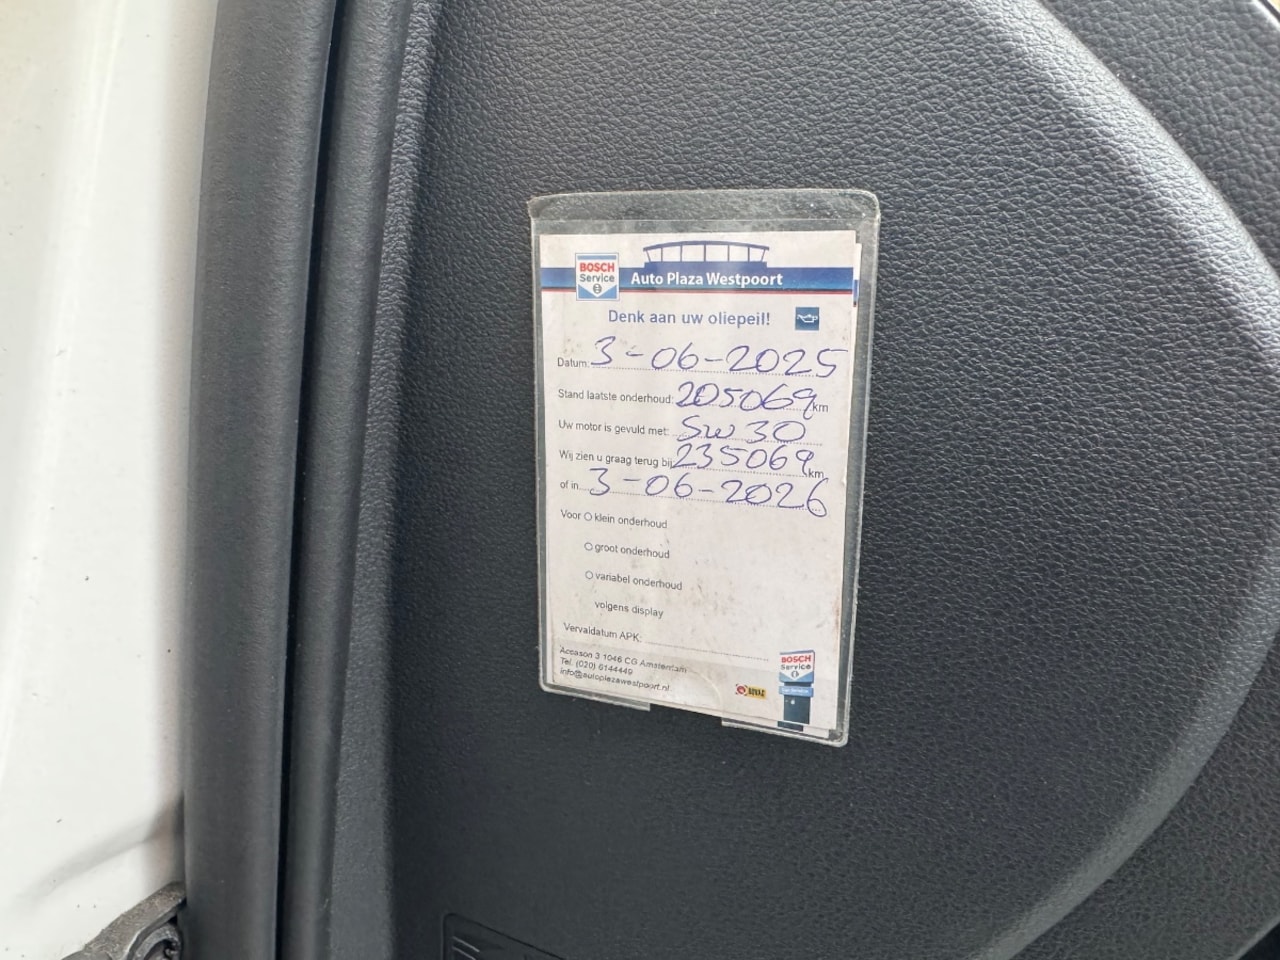 BOSCH
Service
Auto Plaza Westpoort
Denk aan uw oliepeil!
Datum: 3-06-2025
Stand laatste onderhoud: 205069 km
Uw motor is gevuld met: 5W30
Wij zien u graag terug bij 235069 km
of in 3-06-2026
Voor O klein onderhoud
O groot onderhoud
O variabel onderhoud
volgens display
Vervaldatum APK:
Accason 3 1046 CG Amsterdam
Tel. (020) 6144449
info@autoplazawestpoort.nl
BOVAG
BOSCH
Service